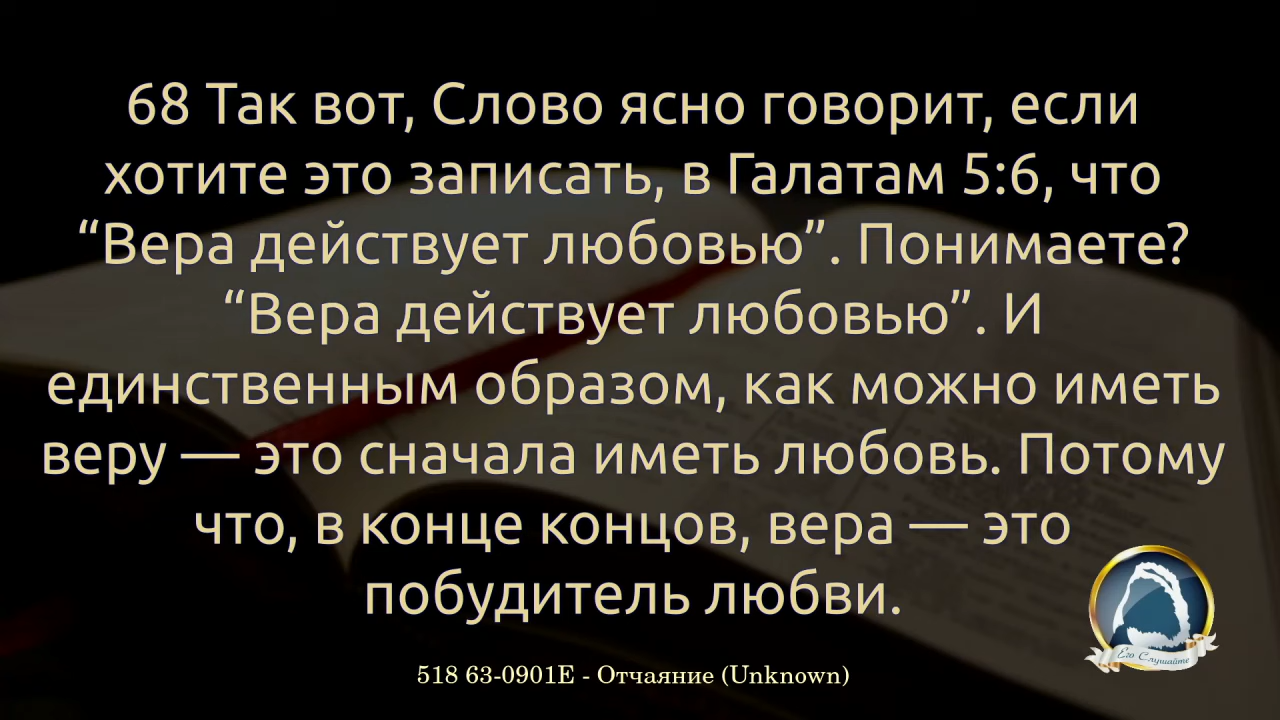 68 Так вот, Слово ясно говорит, если
хотите это записать, в Галатам 5:6, что
“Вера действует любовью”. Понимаете?
“Вера действует любовью”. И
единственным образом, как можно иметь
веру — это сначала иметь любовь. Потому
что, в конце концов, вера — это
побудитель любви.
Его Слушайте
518 63-0901E - Отчаяние (Unknown)